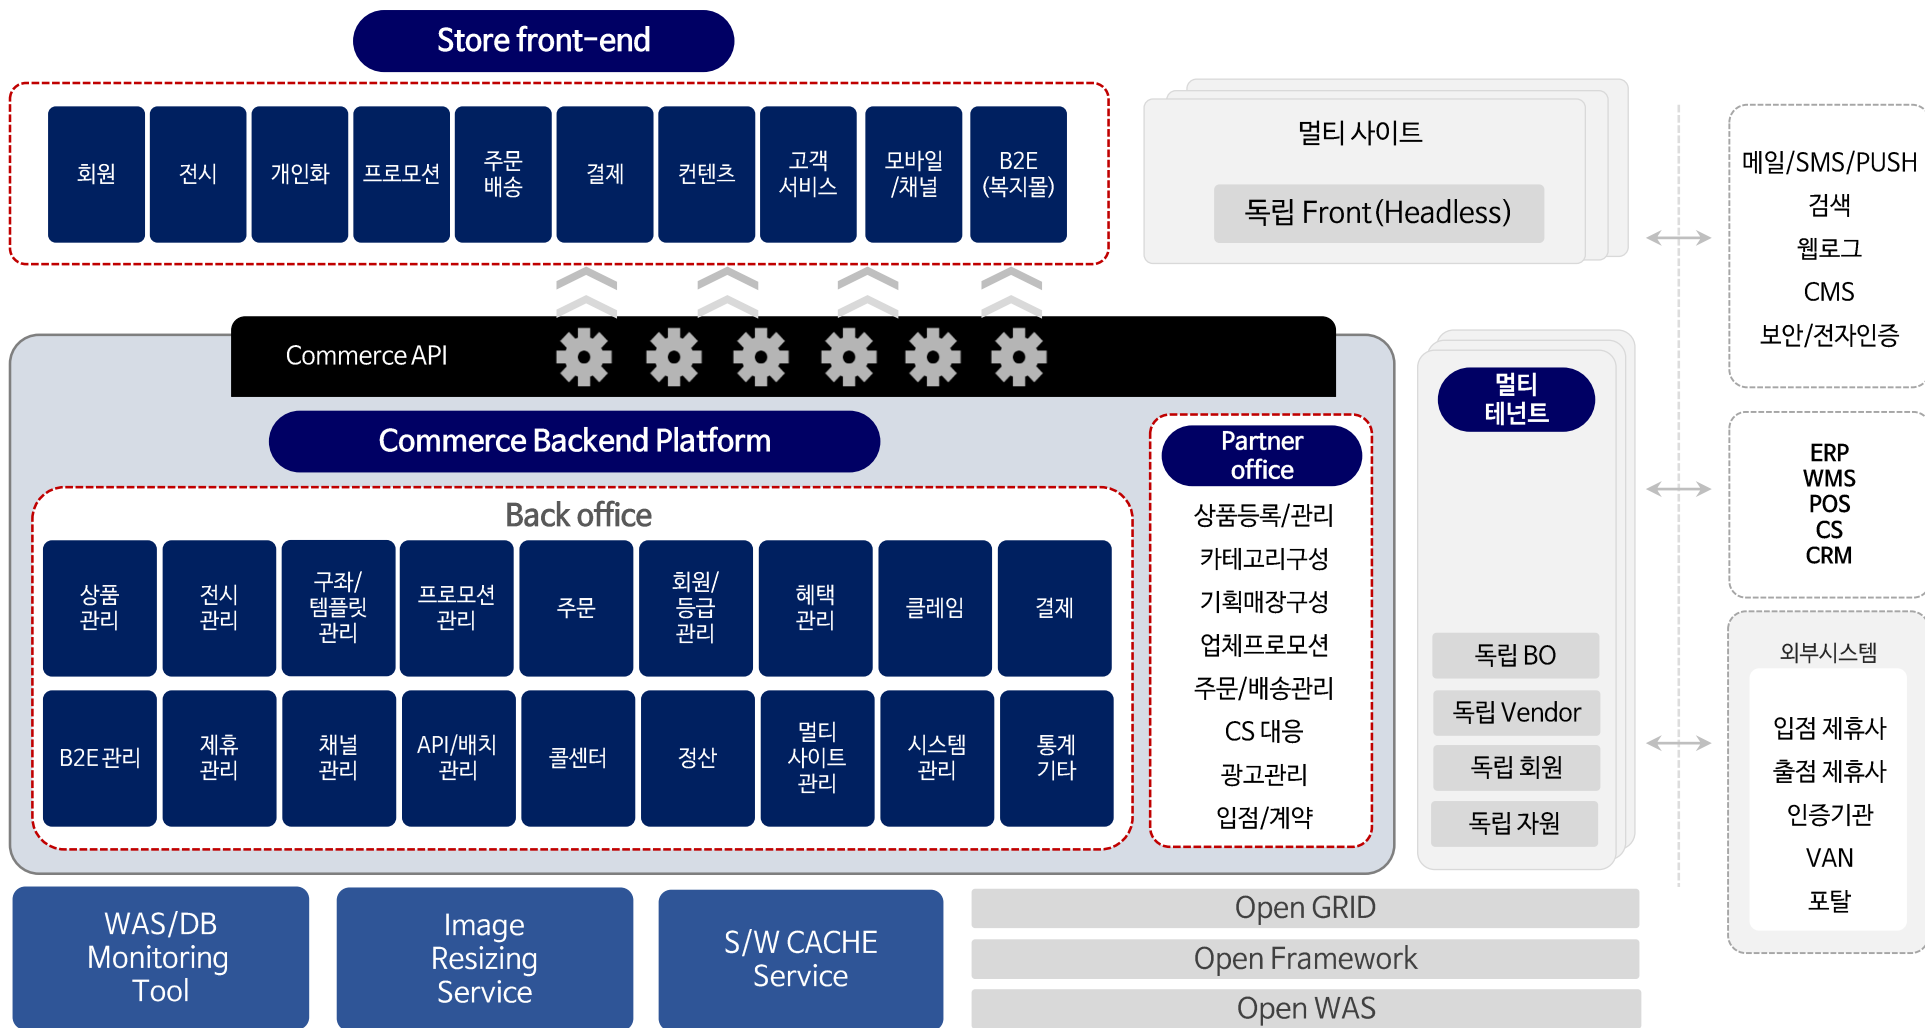 Store front-end
회원
전시
개인화
프로모션
주문
배송
결제
컨텐츠
고객
서비스
모바일
/채널
B2E
(복지몰)
멀티 사이트
독립 Front(Headless)
메일/SMS/PUSH
검색
웹로그
CMS
보안/전자인증
Commerce API
Commerce Backend Platform
Back office
상품
관리
전시
관리
구좌/
템플릿
관리
프로모션
관리
주문
회원/
등급
관리
혜택
관리
클레임
결제
B2E 관리
제휴
관리
채널
관리
API/배치
관리
콜센터
정산
멀티
사이트
관리
시스템
관리
통계
기타
Partner
office
상품등록/관리
카테고리구성
기획매장구성
업체프로모션
주문/배송관리
CS 대응
광고관리
입점/계약
멀티
테넌트
독립 BO
독립 Vendor
독립 회원
독립 자원
ERP
WMS
POS
CS
CRM
외부시스템
입점 제휴사
출점 제휴사
인증기관
VAN
포탈
WAS/DB
Monitoring
Tool
Image
Resizing
Service
S/W CACHE
Service
Open GRID
Open Framework
Open WAS